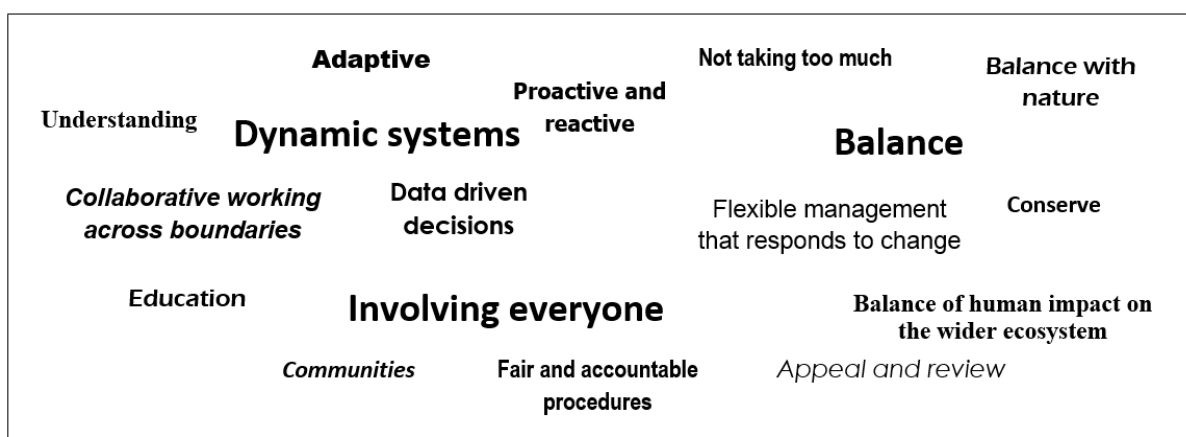 Adaptive
Not taking too much
Balance with
nature
Proactive and
reactive
Understanding
Dynamic systems
Balance
Collaborative working
across boundaries
Data driven
decisions
Flexible management
that responds to change
Conserve
Education
Involving everyone
Balance of human impact on
the wider ecosystem
Communities
Fair and accountable
procedures
Appeal and review